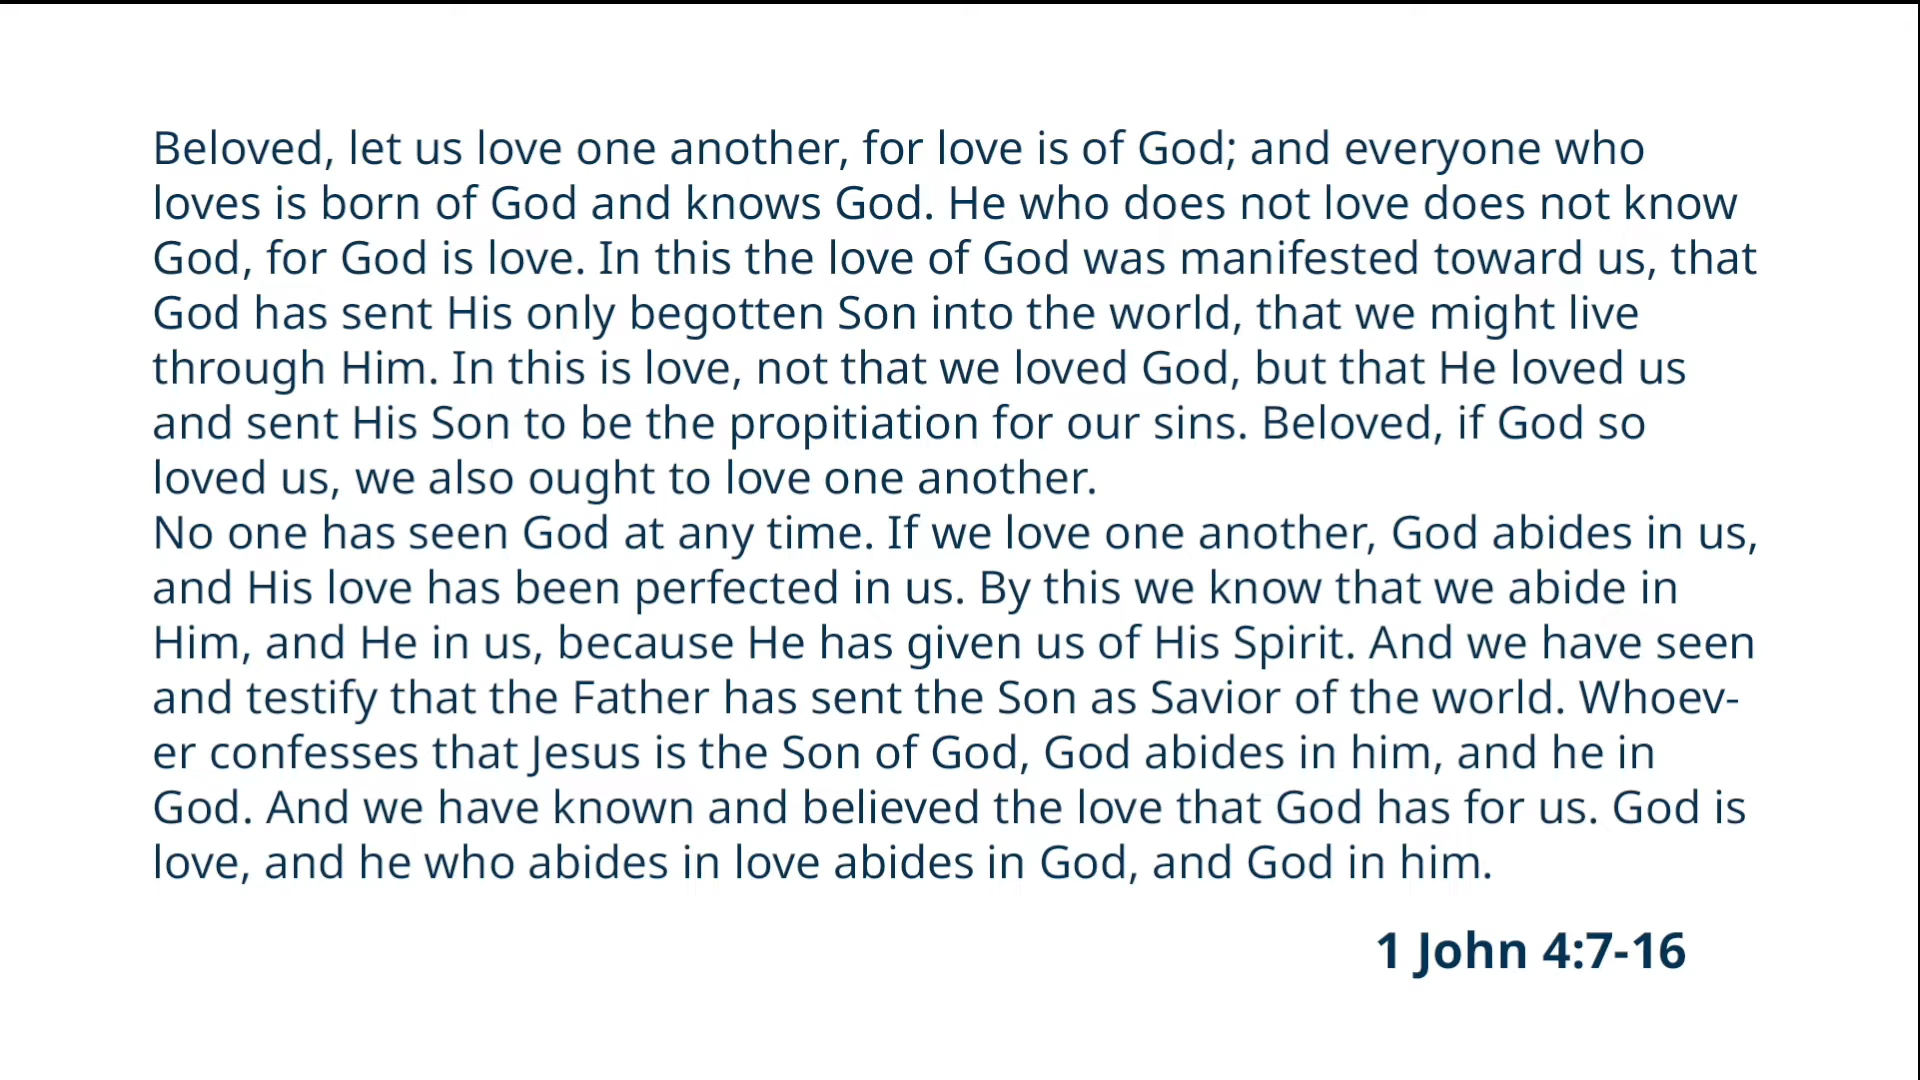 Beloved, let us love one another, for love is of God; and everyone who
loves is born of God and knows God. He who does not love does not know
God, for God is love. In this the love of God was manifested toward us, that
God has sent His only begotten Son into the world, that we might live
through Him. In this is love, not that we loved God, but that He loved us
and sent His Son to be the propitiation for our sins. Beloved, if God so
loved us, we also ought to love one another.
No one has seen God at any time. If we love one another, God abides in us,
and His love has been perfected in us. By this we know that we abide in
Him, and He in us, because He has given us of His Spirit. And we have seen
and testify that the Father has sent the Son as Savior of the world. Whoev-
er confesses that Jesus is the Son of God, God abides in him, and he in
God. And we have known and believed the love that God has for us. God is
love, and he who abides in love abides in God, and God in him.
1 John 4:7-16